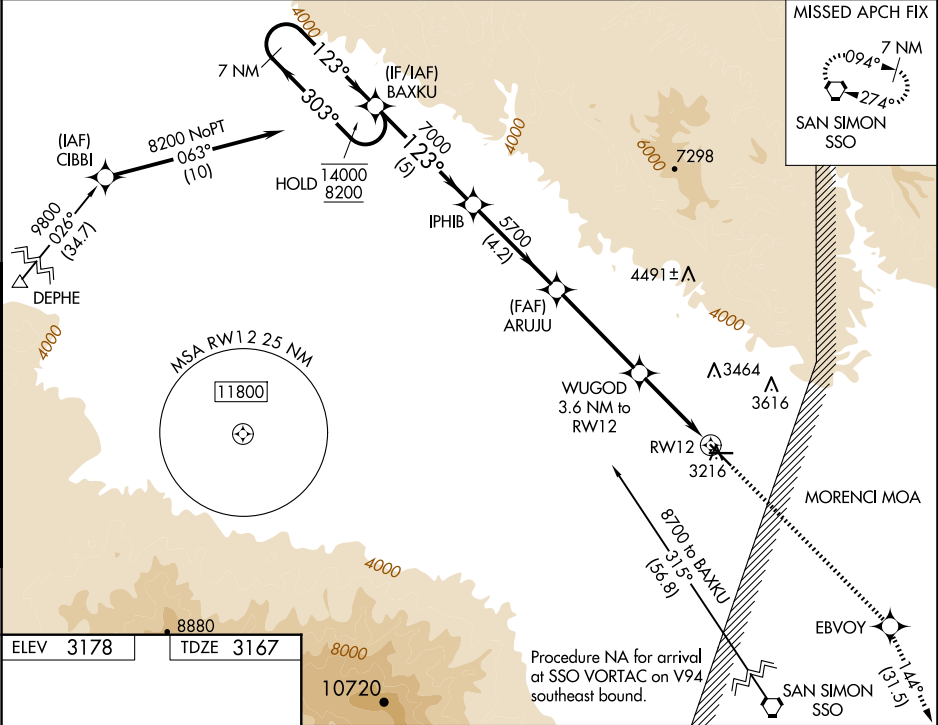 MISSED APCH FIX
7 NM
094°
274°
SAN SIMON
SSO
4000
7 NM
123°
303°
(IF/IAF)
BAXKU
HOLD 14000
8200
(IAF)
CIBBI
8200 NoPT
063°
(10)
9800
026°
(34.7)
DEPHE
4000
7000
123°
(5)
4000
6000
7298
IPHIB
5700
(4.2)
(FAF)
ARUJU
4491±
4000
MSA RW12 25 NM
11800
WUGOD
3.6 NM to
RW12
3464
3616
RW12
3216
MORENCI MOA
8700 to BAXKU
315°
(56.8)
EBVOY
144°
(31.5)
4000
8880
8000
10720
ELEV 3178
TDZE 3167
Procedure NA for arrival
at SSO VORTAC on V94
southeast bound.
SAN SIMON
SSO